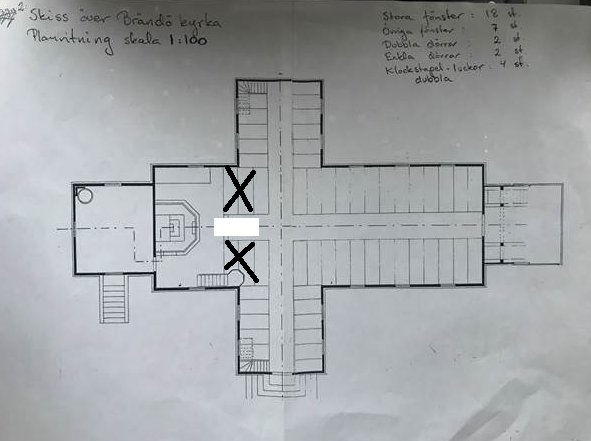 Skiss över Brändö kyrka
Planritning skala 1:100
Stora fönster : 18 st.
Övriga fönster : 7 st
Dubbla dörrar : 2 st
Enkla dörrar : 2 st
Klockstapel-luckor : 4 st.
dubbla